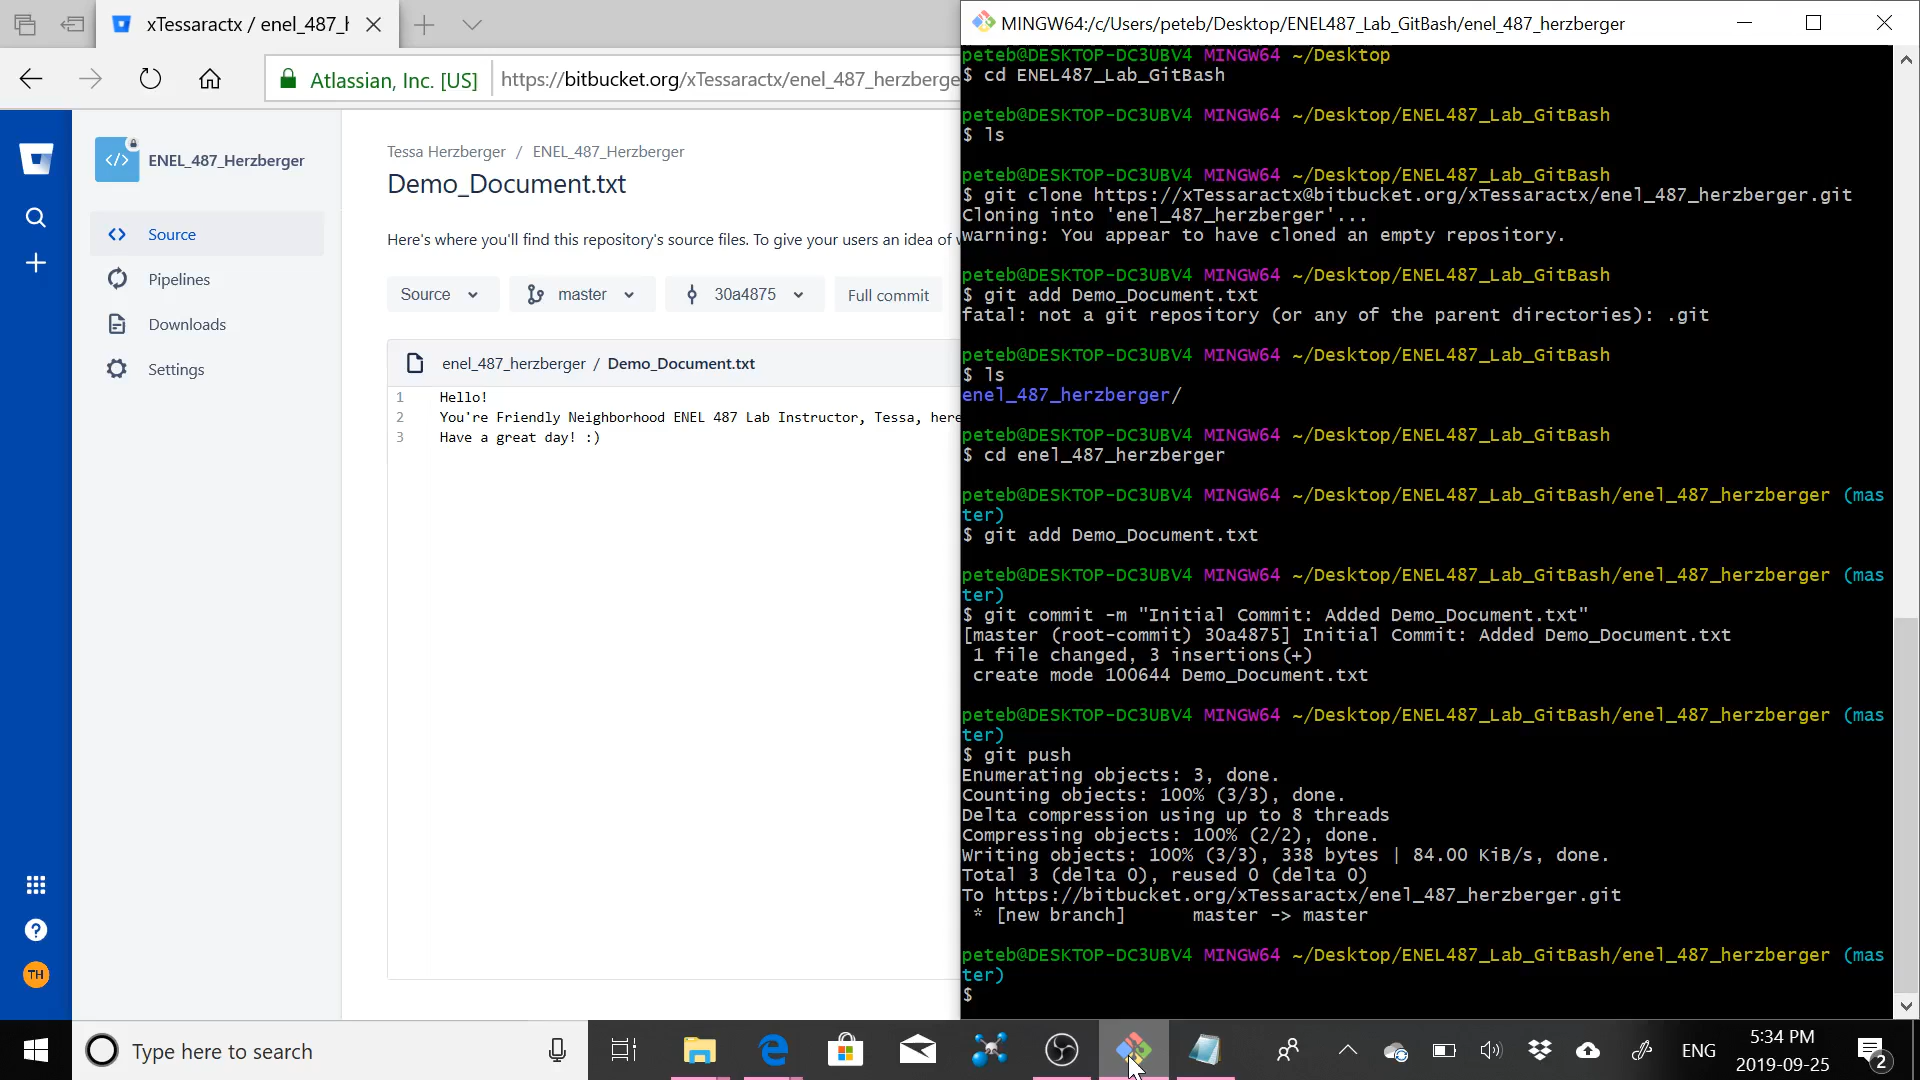 xTessaractx / enel_487_h
Atlassian, Inc. [US]
https://bitbucket.org/xTessaractx/enel_487_herzberge
ENEL_487_Herzberger
Source
Pipelines
Downloads
Settings
TH
Tessa Herzberger / ENEL_487_Herzberger
Demo_Document.txt
Here's where you'll find this repository's source files. To give your users an idea of
Source
master
30a4875
Full commit
enel_487_herzberger / Demo_Document.txt
1 Hello!
2 You're Friendly Neighborhood ENEL 487 Lab Instructor, Tessa, here
3 Have a great day! :)
MINGW64:/c/Users/peteb/Desktop/ENEL487_Lab_GitBash/enel_487_herzberger
peteb@DESKTOP-DC3UBV4 MINGW64 ~/Desktop
$ cd ENEL487_Lab_GitBash
peteb@DESKTOP-DC3UBV4 MINGW64 ~/Desktop/ENEL487_Lab_GitBash
$ ls
peteb@DESKTOP-DC3UBV4 MINGW64 ~/Desktop/ENEL487_Lab_GitBash
$ git clone https://xTessaractx@bitbucket.org/xTessaractx/enel_487_herzberger.git
Cloning into 'enel_487_herzberger'...
warning: You appear to have cloned an empty repository.
peteb@DESKTOP-DC3UBV4 MINGW64 ~/Desktop/ENEL487_Lab_GitBash
$ git add Demo_Document.txt
fatal: not a git repository (or any of the parent directories): .git
peteb@DESKTOP-DC3UBV4 MINGW64 ~/Desktop/ENEL487_Lab_GitBash
$ ls
enel_487_herzberger/
peteb@DESKTOP-DC3UBV4 MINGW64 ~/Desktop/ENEL487_Lab_GitBash
$ cd enel_487_herzberger
peteb@DESKTOP-DC3UBV4 MINGW64 ~/Desktop/ENEL487_Lab_GitBash/enel_487_herzberger (mas
ter)
$ git add Demo_Document.txt
peteb@DESKTOP-DC3UBV4 MINGW64 ~/Desktop/ENEL487_Lab_GitBash/enel_487_herzberger (mas
ter)
$ git commit -m "Initial Commit: Added Demo_Document.txt"
[master (root-commit) 30a4875] Initial Commit: Added Demo_Document.txt
1 file changed, 3 insertions(+)
create mode 100644 Demo_Document.txt
peteb@DESKTOP-DC3UBV4 MINGW64 ~/Desktop/ENEL487_Lab_GitBash/enel_487_herzberger (mas
ter)
$ git push
Enumerating objects: 3, done.
Counting objects: 100% (3/3), done.
Delta compression using up to 8 threads
Compressing objects: 100% (2/2), done.
Writing objects: 100% (3/3), 338 bytes | 84.00 KiB/s, done.
Total 3 (delta 0), reused 0 (delta 0)
To https://bitbucket.org/xTessaractx/enel_487_herzberger.git
* [new branch] master -> master
peteb@DESKTOP-DC3UBV4 MINGW64 ~/Desktop/ENEL487_Lab_GitBash/enel_487_herzberger (mas
ter)
$
Type here to search
ENG
5:34 PM
2019-09-25
2